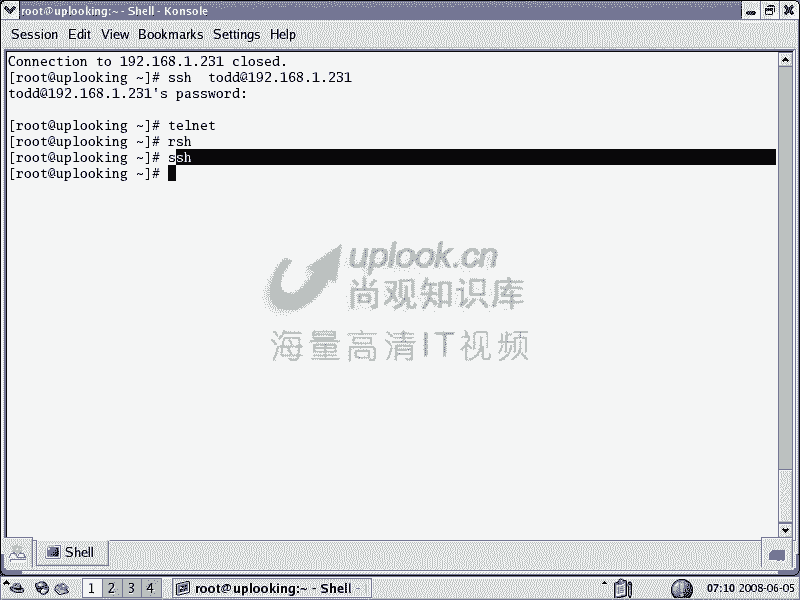 root@uplooking:~ - Shell - Konsole
Session Edit View Bookmarks Settings Help
Connection to 192.168.1.231 closed.
[root@uplooking ~]# ssh  todd@192.168.1.231
todd@192.168.1.231's password:
[root@uplooking ~]# telnet
[root@uplooking ~]# rsh
[root@uplooking ~]# ssh
[root@uplooking ~]#
uplook.cn
尚观知识库
海量高清IT视频
Shell
1 2 3 4 root@uplooking:~ - Shell - 07:10 2008-06-05